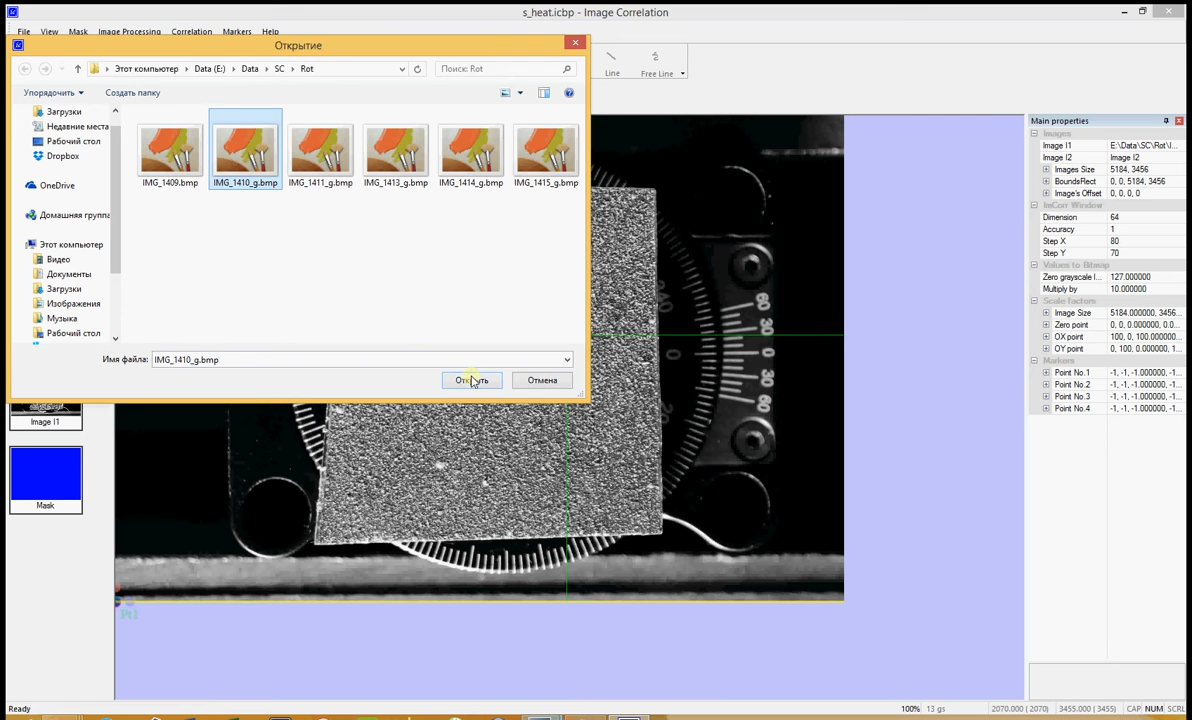 s_heat.icbp - Image Correlation
File View Mask Image Processing Correlation Markers Help
Открытие
Этот компьютер Data (E:) Data SC Rot
Поиск: Rot
Line Free Line
Упорядочить Создать папку
Загрузки
Недавние места
Рабочий стол
Dropbox
OneDrive
Домашняя группа
Этот компьютер
Видео
Документы
Загрузки
Изображения
Музыка
Рабочий стол
IMG_1409.bmp IMG_1410_g.bmp IMG_1411_g.bmp IMG_1413_g.bmp IMG_1414_g.bmp IMG_1415_g.bmp
Имя файла: IMG_1410_g.bmp
Открыть Отмена
Image I1
Mask
240
0
60 30 0 30 60
Pt1
Main properties
Images
Image I1 E:\Data\SC\Rot\I...
Image I2 Image I2
Images Size 5184, 3456
BoundsRect 0, 0, 5184, 3456
Image's Offset 0, 0, 0, 0
ImCorr Window
Dimension 64
Accuracy 1
Step X 80
Step Y 70
Values to Bitmap
Zero grayscale l... 127.000000
Multiply by 10.000000
Scale factors
Image Size 5184.000000, 3456...
Zero point 0, 0, 0.000000, 0.0...
OX point 100, 0, 100.000000...
OY point 0, 100, 0.000000, 1...
Markers
Point No.1 -1, -1, -1.000000, -1...
Point No.2 -1, -1, -1.000000, -1...
Point No.3 -1, -1, -1.000000, -1...
Point No.4 -1, -1, -1.000000, -1...
Ready
100% 13 gs 2070.000 ( 2070) 3455.000 ( 3455) CAP NUM SCRL